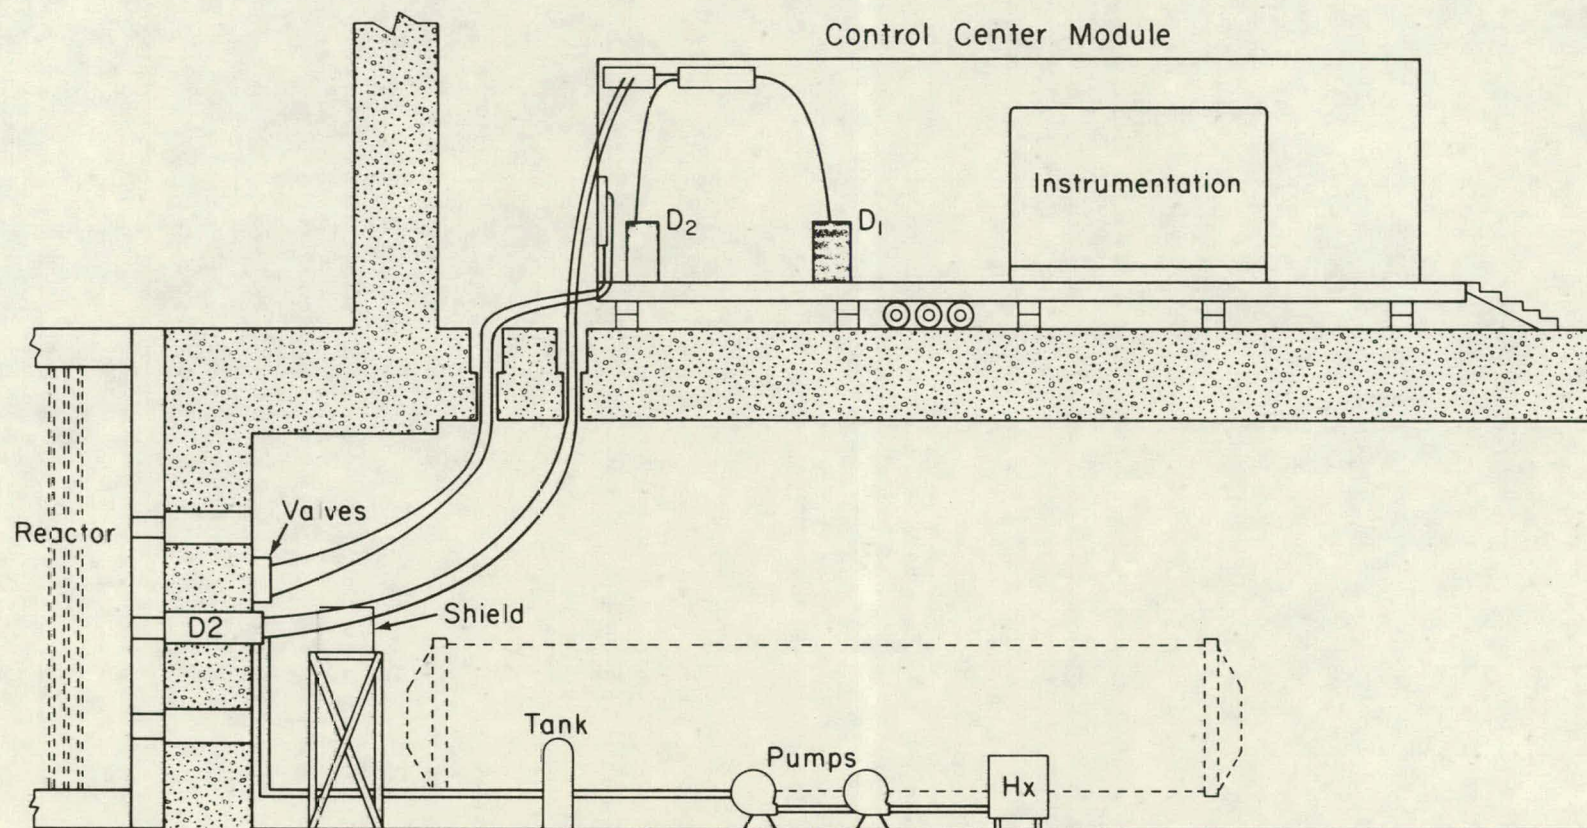 Control Center Module
Instrumentation
D2
D1
Valves
Reactor
Shield
D2
Tank
Pumps
Hx